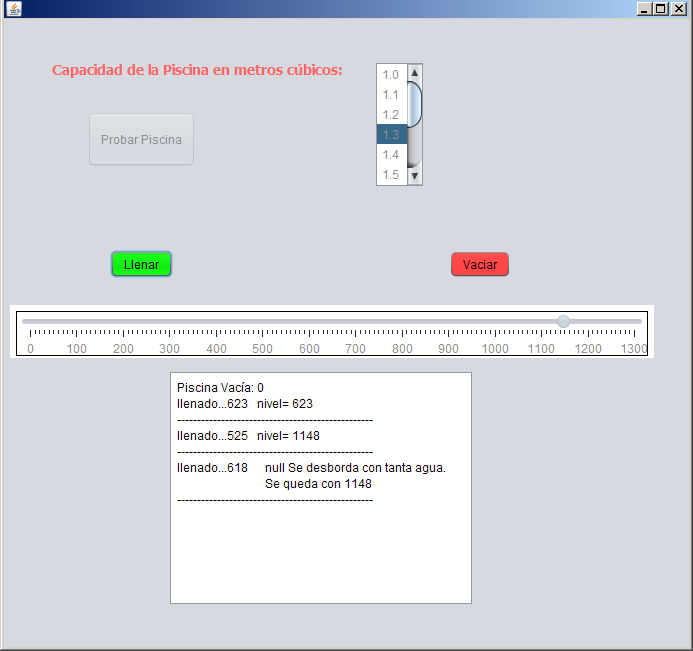 Capacidad de la Piscina en metros cúbicos:
1.0
1.1
1.2
1.3
1.4
1.5
Probar Piscina
Llenar
Vaciar
0 100 200 300 400 500 600 700 800 900 1000 1100 1200 1300
Piscina Vacía: 0
llenado...623 nivel= 623
-------------------------------------------------
llenado...525 nivel= 1148
-------------------------------------------------
llenado...618 null Se desborda con tanta agua.
Se queda con 1148
-------------------------------------------------